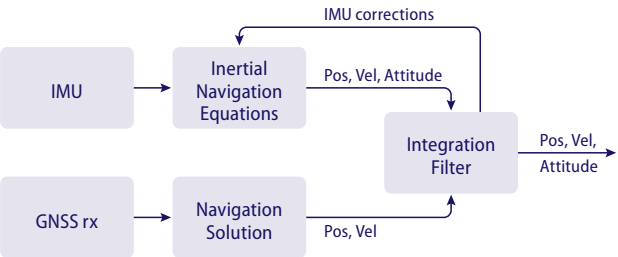 IMU corrections
IMU
Inertial
Navigation
Equations
Pos, Vel, Attitude
Integration
Filter
Pos, Vel,
Attitude
GNSS rx
Navigation
Solution
Pos, Vel